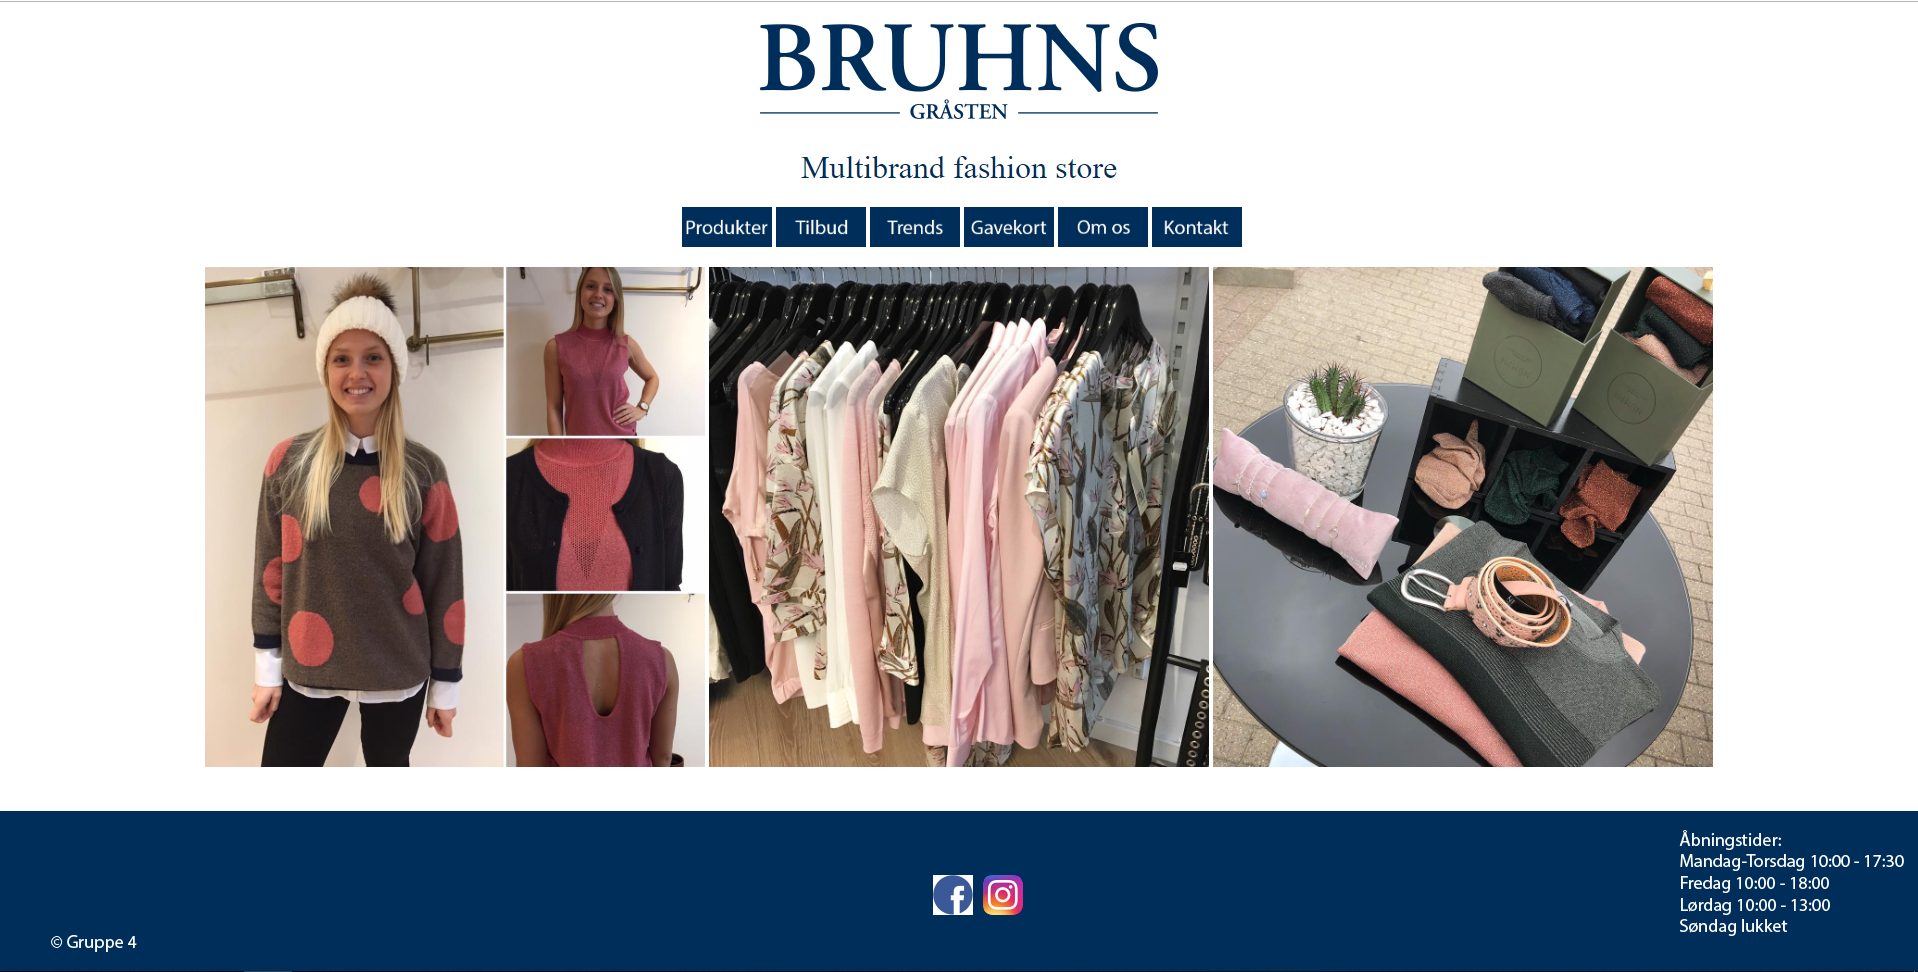 BRUHNS
GRÅSTEN
Multibrand fashion store
Produkter Tilbud Trends Gavekort Om os Kontakt
Åbningstider:
Mandag-Torsdag 10:00 - 17:30
Fredag 10:00 - 18:00
Lørdag 10:00 - 13:00
Søndag lukket
© Gruppe 4